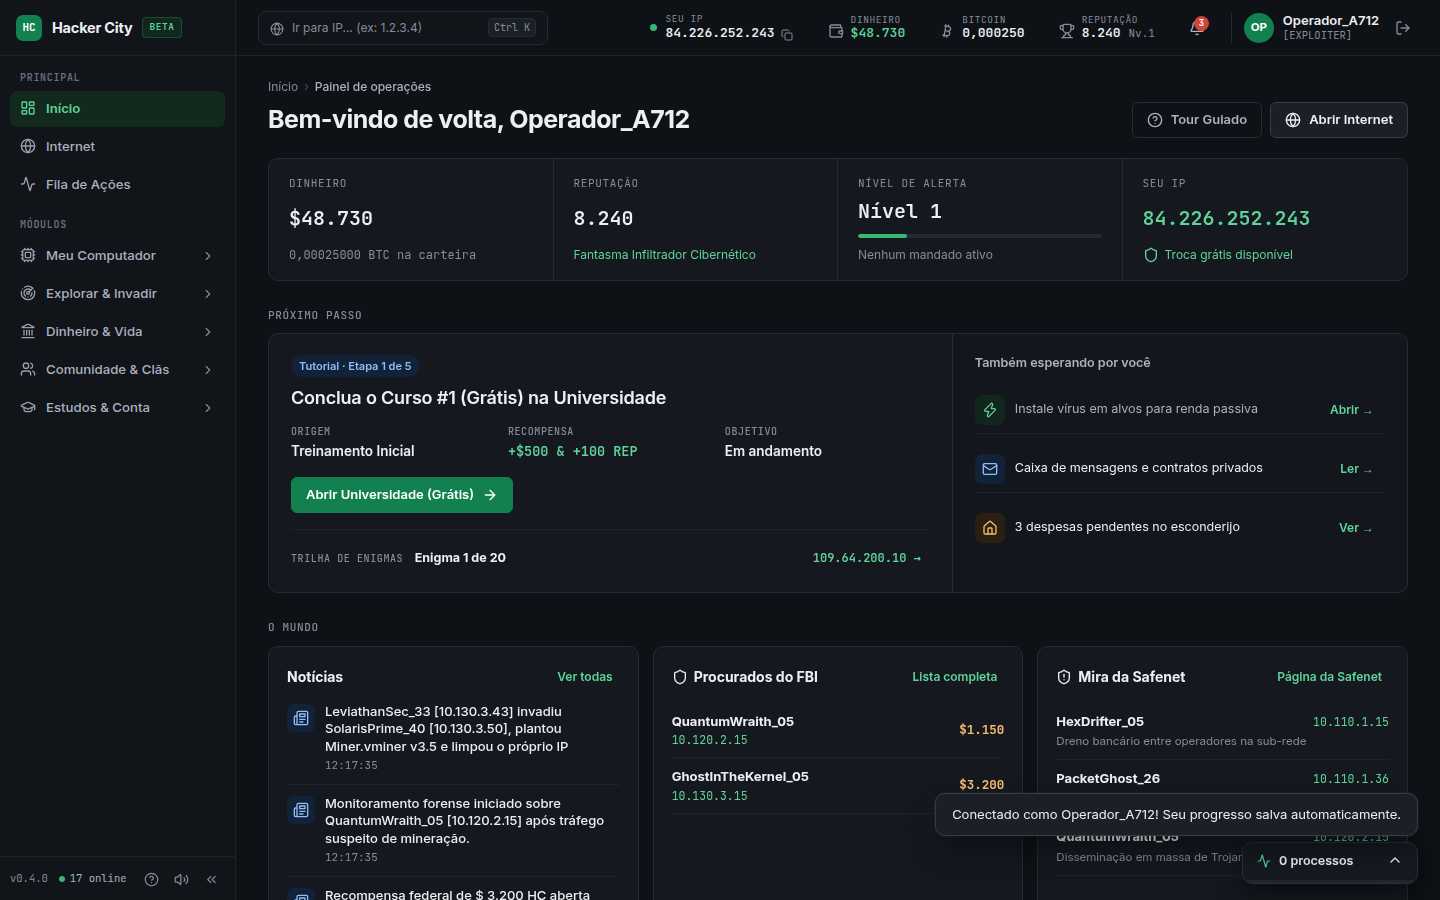 HC Hacker City BETA
Ir para IP... (ex: 1.2.3.4) Ctrl K
SEU IP
84.226.252.243
DINHEIRO
$48.730
BITCOIN
0,000250
REPUTAÇÃO
8.240 Nv.1
3
OP
Operador_A712
[EXPLOITER]
PRINCIPAL
Início
Internet
Fila de Ações
MÓDULOS
Meu Computador
Explorar & Invadir
Dinheiro & Vida
Comunidade & Clãs
Estudos & Conta
v0.4.0 17 online
Início › Painel de operações
Bem-vindo de volta, Operador_A712
Tour Guiado
Abrir Internet
DINHEIRO
$48.730
0,00025000 BTC na carteira
REPUTAÇÃO
8.240
Fantasma Infiltrador Cibernético
NÍVEL DE ALERTA
Nível 1
Nenhum mandado ativo
SEU IP
84.226.252.243
Troca grátis disponível
PRÓXIMO PASSO
Tutorial · Etapa 1 de 5
Conclua o Curso #1 (Grátis) na Universidade
ORIGEM
Treinamento Inicial
RECOMPENSA
+$500 & +100 REP
OBJETIVO
Em andamento
Abrir Universidade (Grátis) →
TRILHA DE ENIGMAS Enigma 1 de 20 109.64.200.10 →
Também esperando por você
Instale vírus em alvos para renda passiva Abrir →
Caixa de mensagens e contratos privados Ler →
3 despesas pendentes no esconderijo Ver →
O MUNDO
Notícias Ver todas
LeviathanSec_33 [10.130.3.43] invadiu
SolarisPrime_40 [10.130.3.50], plantou
Miner.vminer v3.5 e limpou o próprio IP
12:17:35
Monitoramento forense iniciado sobre
QuantumWraith_05 [10.120.2.15] após tráfego
suspeito de mineração.
12:17:35
Recompensa federal de $ 3.200 HC aberta
Procurados do FBI Lista completa
QuantumWraith_05
10.120.2.15
$1.150
GhostInTheKernel_05
10.130.3.15
$3.200
Mira da Safenet Página da Safenet
HexDrifter_05 10.110.1.15
Dreno bancário entre operadores na sub-rede
PacketGhost_26 10.110.1.36
Conectado como Operador_A712! Seu progresso salva automaticamente.
QuantumWraith_05 10.120.2.15
Disseminação em massa de Trojan
0 processos